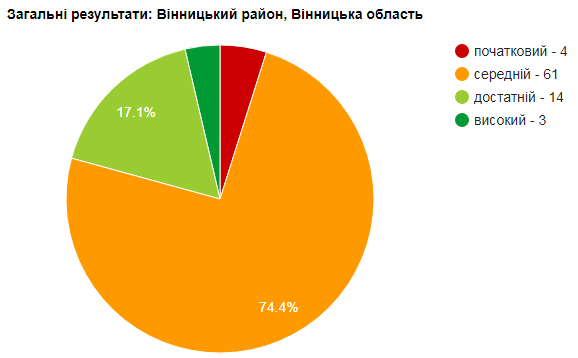 Загальні результати: Вінницький район, Вінницька область
початковий - 4
середній - 61
достатній - 14
високий - 3
17.1%
74.4%